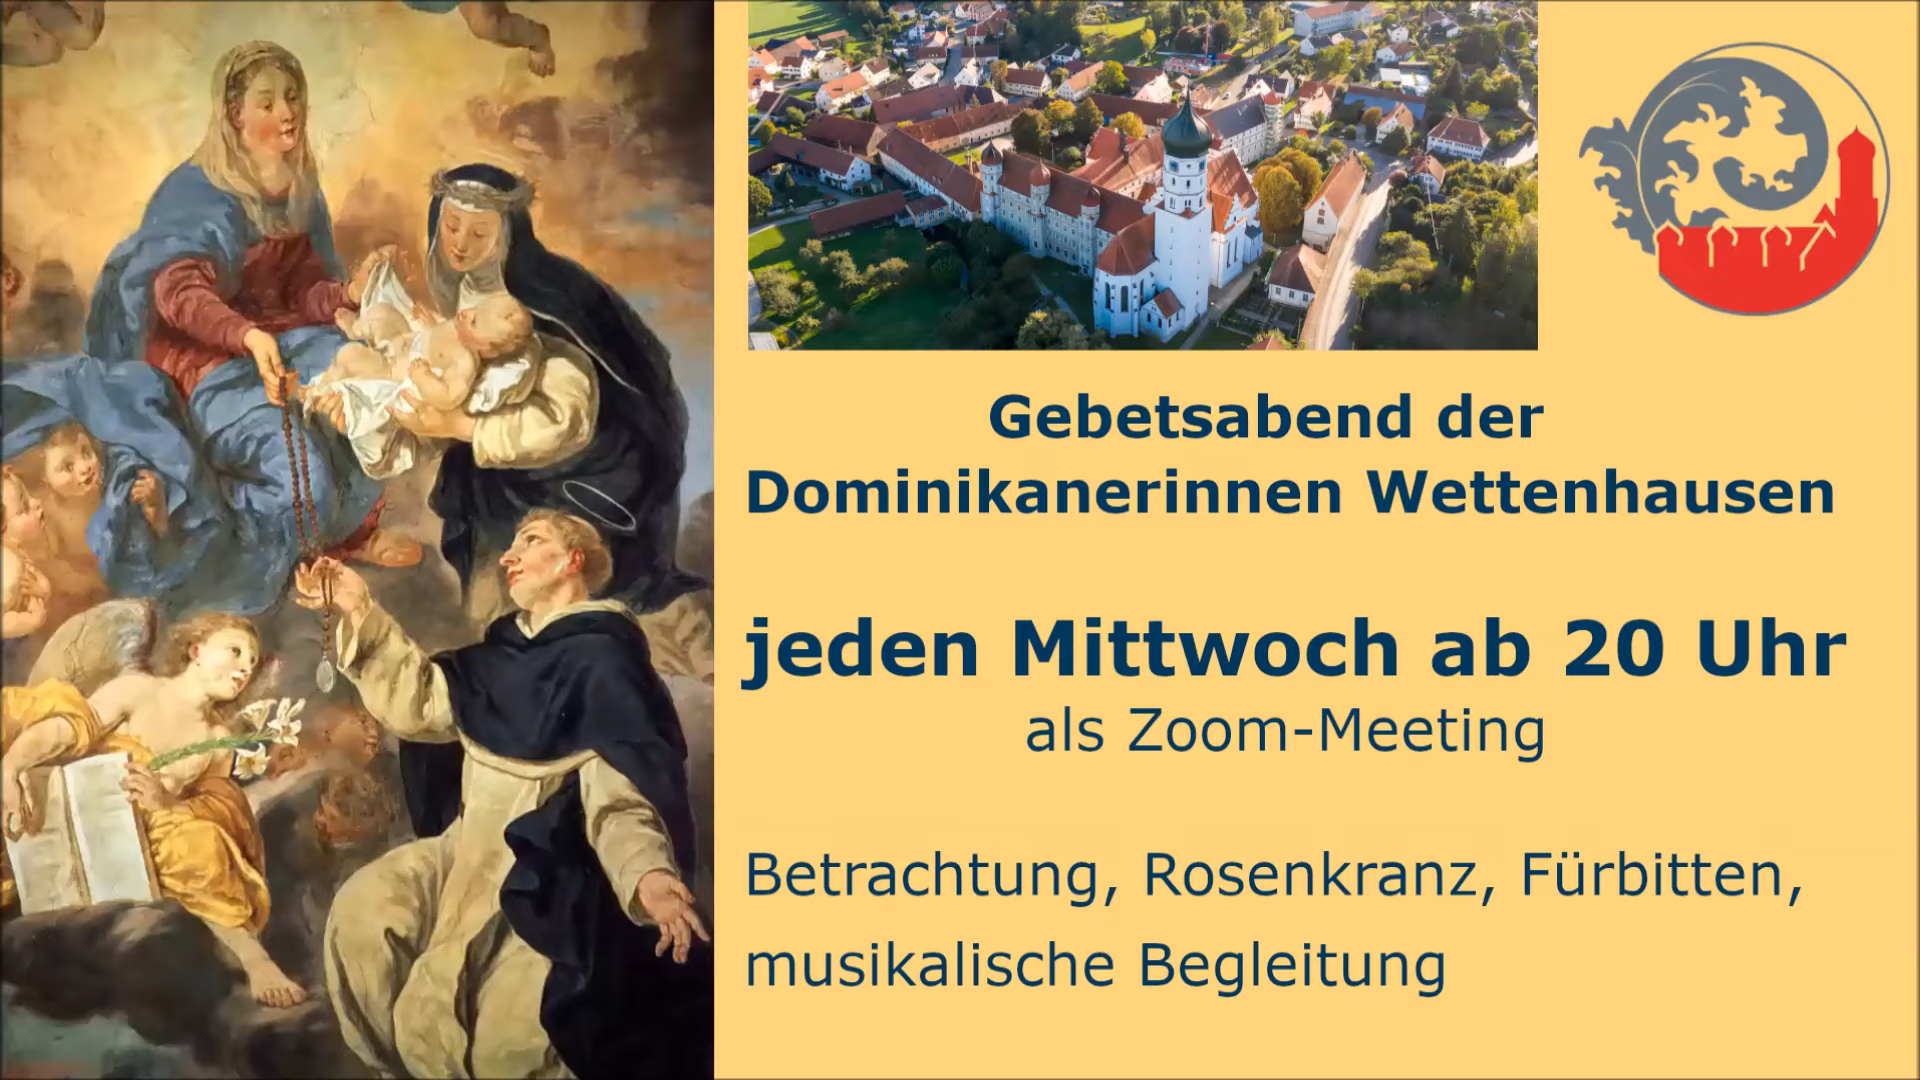 Gebetsabend der
Dominikanerinnen Wettenhausen
jeden Mittwoch ab 20 Uhr
als Zoom-Meeting
Betrachtung, Rosenkranz, Fürbitten,
musikalische Begleitung